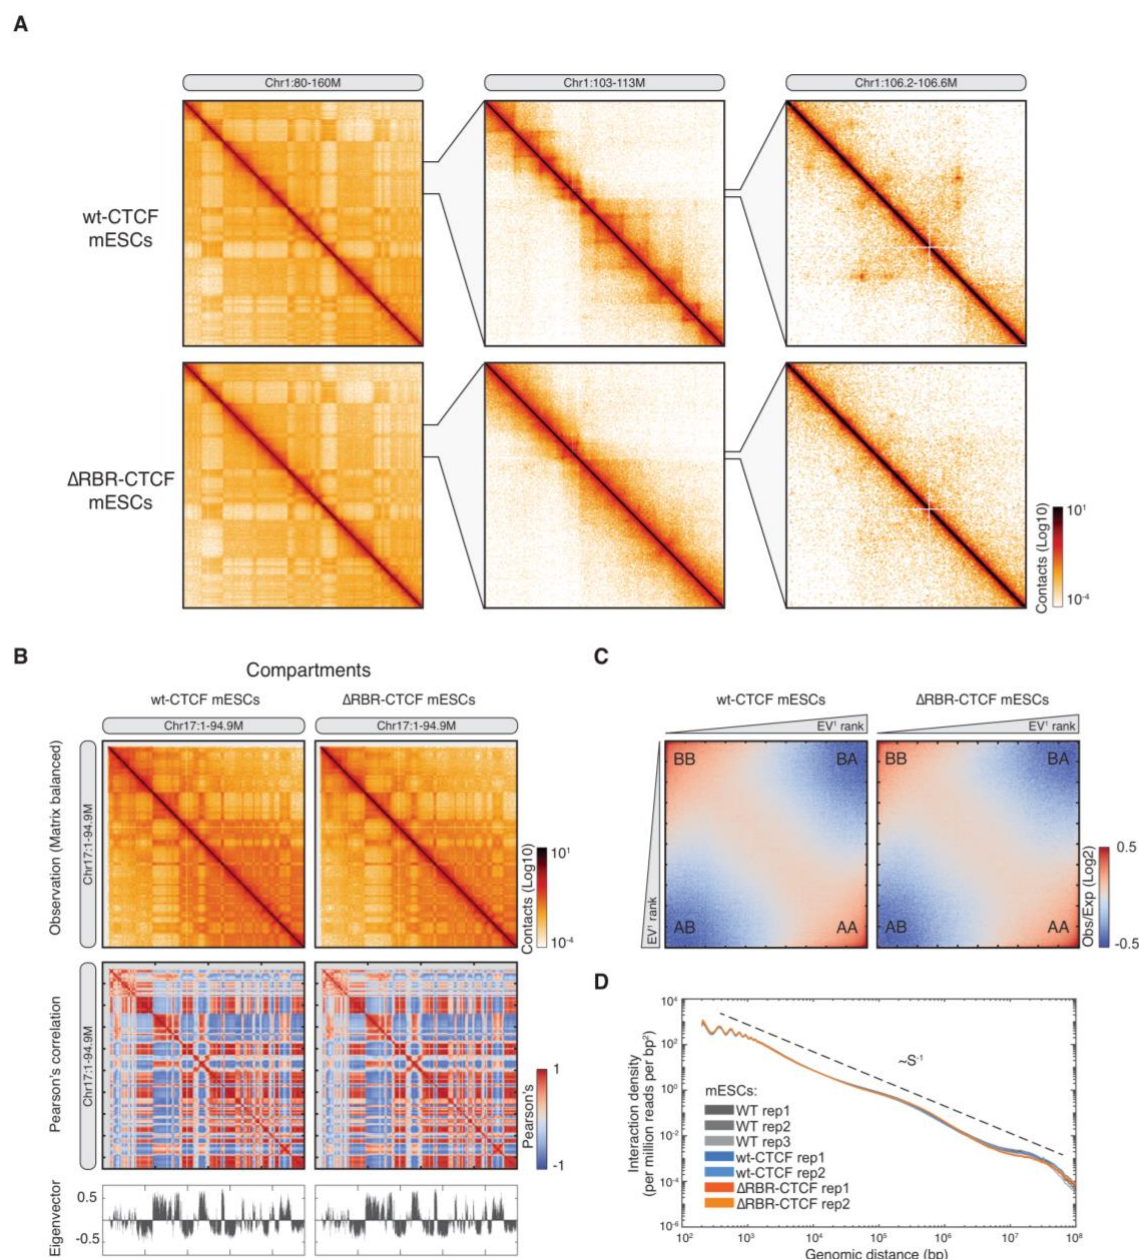 A
Chr1:80-160M
Chr1:103-113M
Chr1:106.2-106.6M
wt-CTCF
mESCs
ΔRBR-CTCF
mESCs
Contacts (Log10)
10¹
10⁻⁴
B
Compartments
wt-CTCF mESCs
ΔRBR-CTCF mESCs
Chr17:1-94.9M
Chr17:1-94.9M
Observation (Matrix balanced)
Chr17:1-94.9M
Contacts (Log10)
10¹
10⁻⁴
Pearson's correlation
Chr17:1-94.9M
Pearson's
1
-1
Eigenvector
0.5
-0.5
C
wt-CTCF mESCs
ΔRBR-CTCF mESCs
EV¹ rank
EV¹ rank
EV¹ rank
BB
BA
AB
AA
BB
BA
AB
AA
Obs/Exp (Log2)
0.5
-0.5
D
Interaction density
(per million reads per bp²)
10⁴
10²
10⁰
10⁻²
10⁻⁴
10⁻⁶
~S⁻¹
mESCs:
WT rep1
WT rep2
WT rep3
wt-CTCF rep1
wt-CTCF rep2
ΔRBR-CTCF rep1
ΔRBR-CTCF rep2
10²
10³
10⁴
10⁵
10⁶
10⁷
10⁸
Genomic distance (bp)